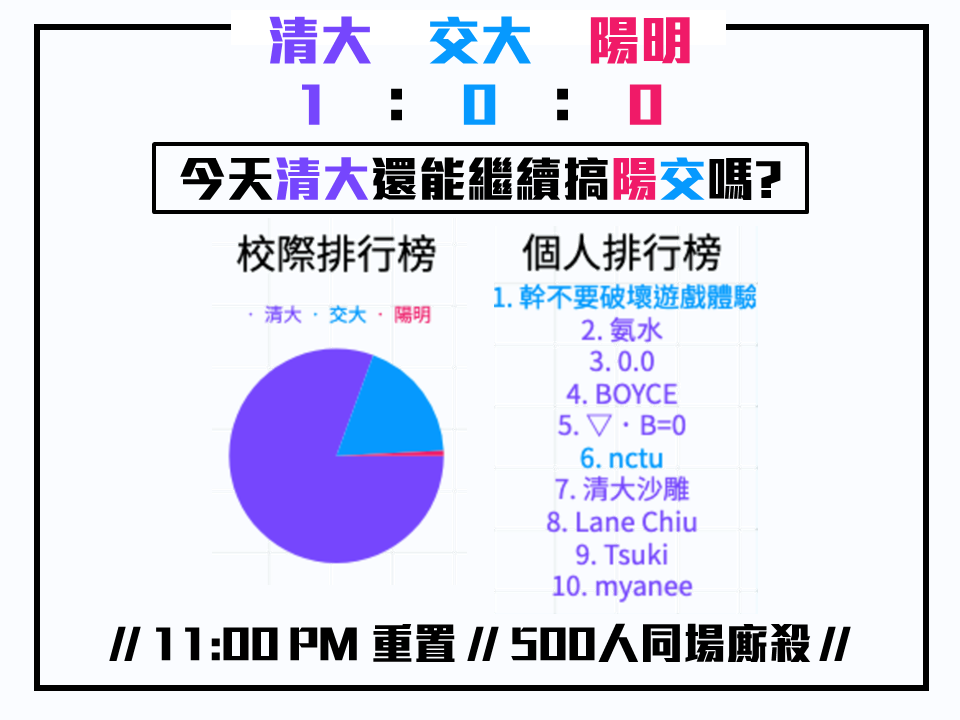 清大 交大 陽明
1 : 0 : 0
今天清大還能繼續搞陽交嗎?
校際排行榜
· 清大 · 交大 · 陽明
個人排行榜
1. 幹不要破壞遊戲體驗
2. 氨水
3. 0.0
4. BOYCE
5. ▽・B=0
6. nctu
7. 清大沙雕
8. Lane Chiu
9. Tsuki
10. myanee
// 11:00 PM 重置 // 500人同場廝殺 //